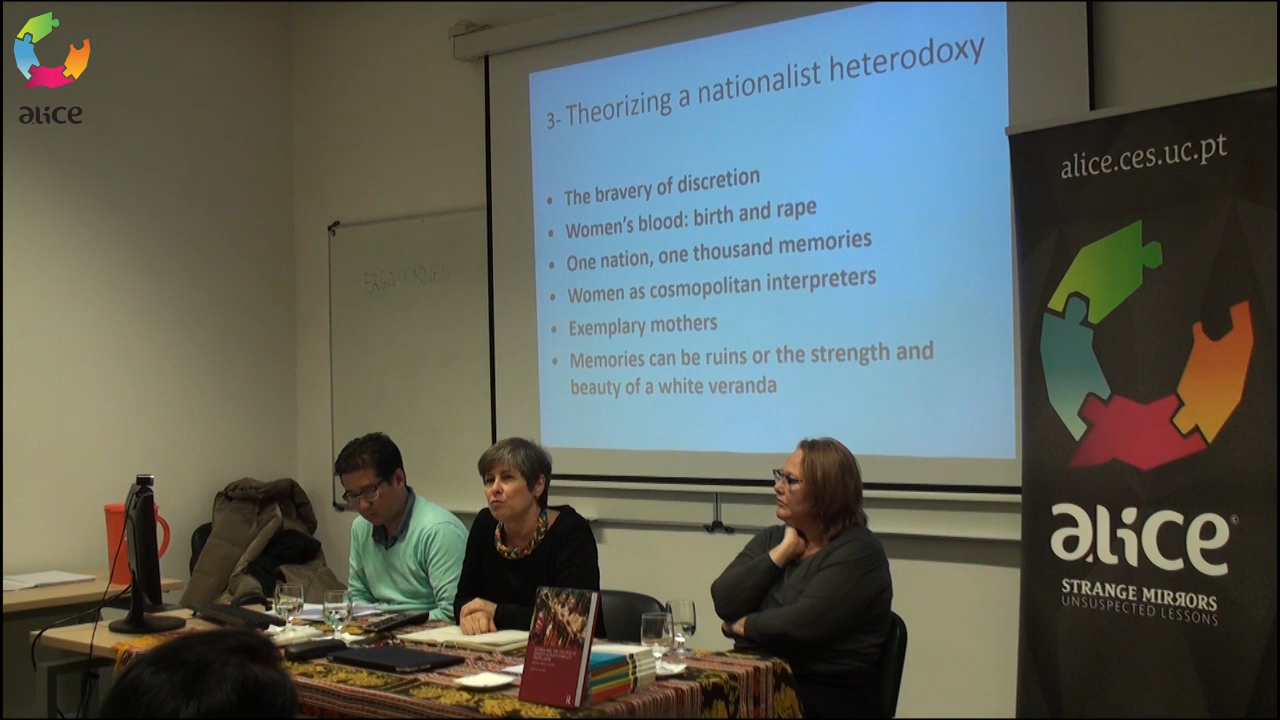 alice
3- Theorizing a nationalist heterodoxy
• The bravery of discretion
• Women's blood: birth and rape
• One nation, one thousand memories
• Women as cosmopolitan interpreters
• Exemplary mothers
• Memories can be ruins or the strength and
beauty of a white veranda
ERGA OMNES
alice.ces.uc.pt
alice©
STRANGE MIRRORS
UNSUSPECTED LESSONS